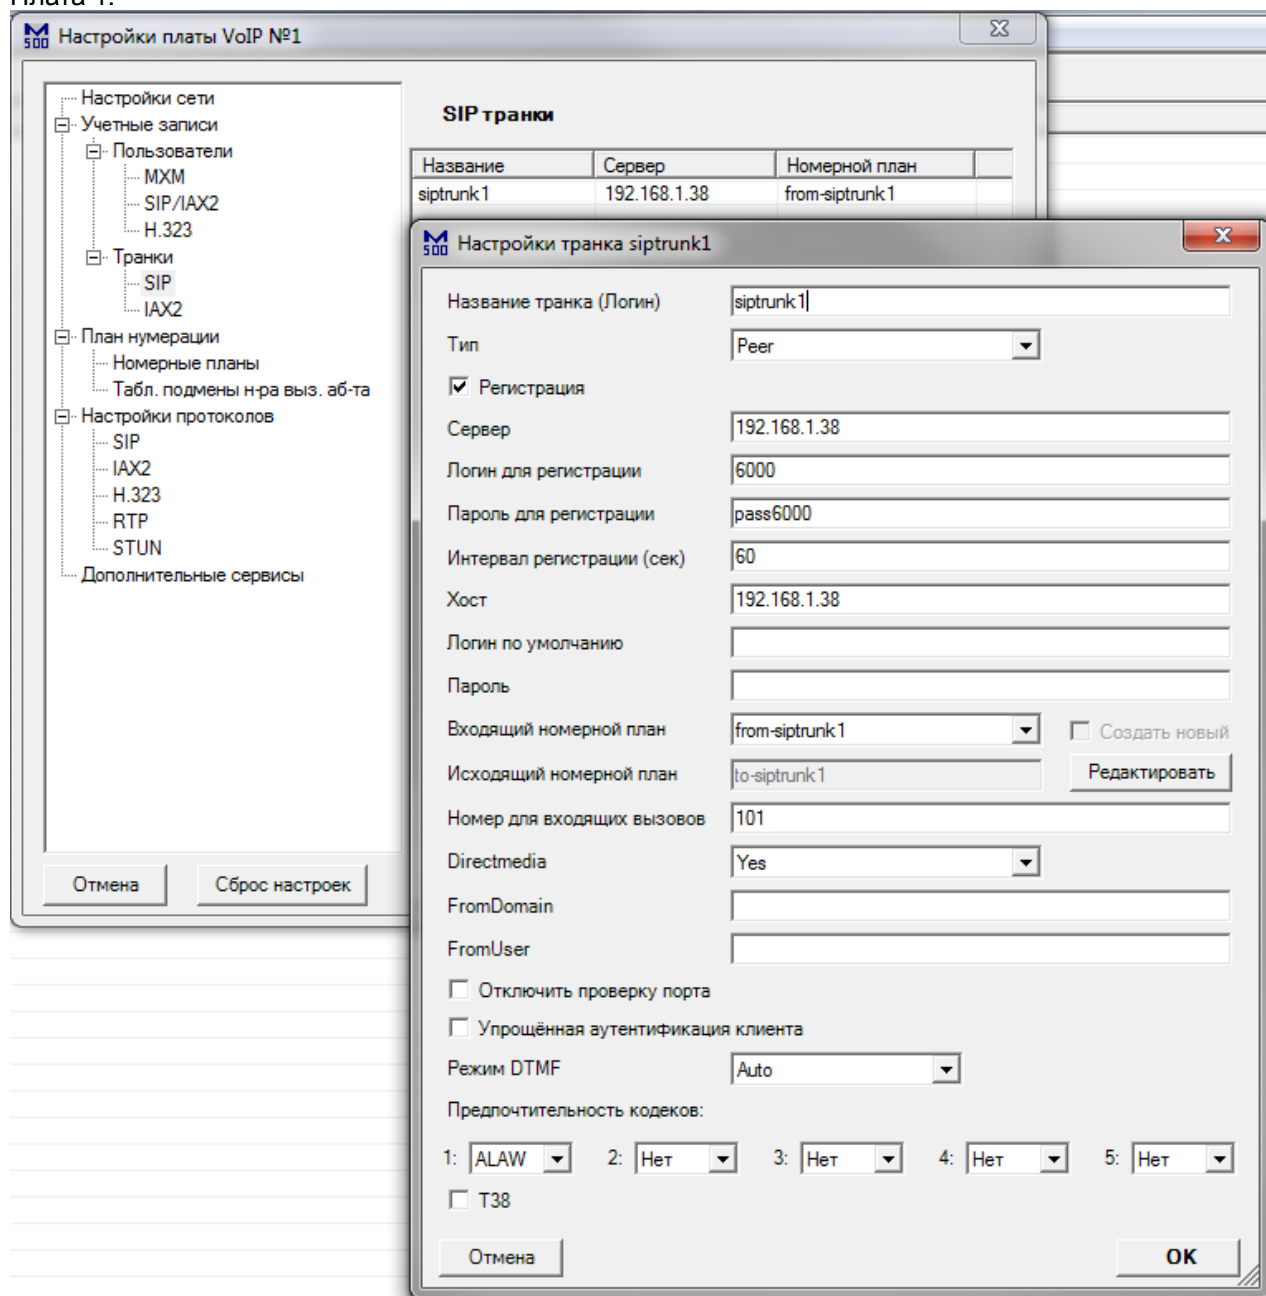 Плата 1:
Настройки платы VoIP №1
Настройки сети
Учетные записи
Пользователи
MXM
SIP/IAX2
H.323
Транки
SIP
IAX2
План нумерации
Номерные планы
Табл. подмены н-ра выз. аб-та
Настройки протоколов
SIP
IAX2
H.323
RTP
STUN
Дополнительные сервисы
Отмена Сброс настроек
SIP транки
Название Сервер Номерной план
siptrunk1 192.168.1.38 from-siptrunk1
Настройки транка siptrunk1
Название транка (Логин) siptrunk1
Тип Peer
Регистрация
Сервер 192.168.1.38
Логин для регистрации 6000
Пароль для регистрации pass6000
Интервал регистрации (сек) 60
Хост 192.168.1.38
Логин по умолчанию
Пароль
Входящий номерной план from-siptrunk1 Создать новый
Исходящий номерной план to-siptrunk1 Редактировать
Номер для входящих вызовов 101
Directmedia Yes
FromDomain
FromUser
Отключить проверку порта
Упрощённая аутентификация клиента
Режим DTMF Auto
Предпочтительность кодеков:
1: ALAW 2: Нет 3: Нет 4: Нет 5: Нет
T38
Отмена OK